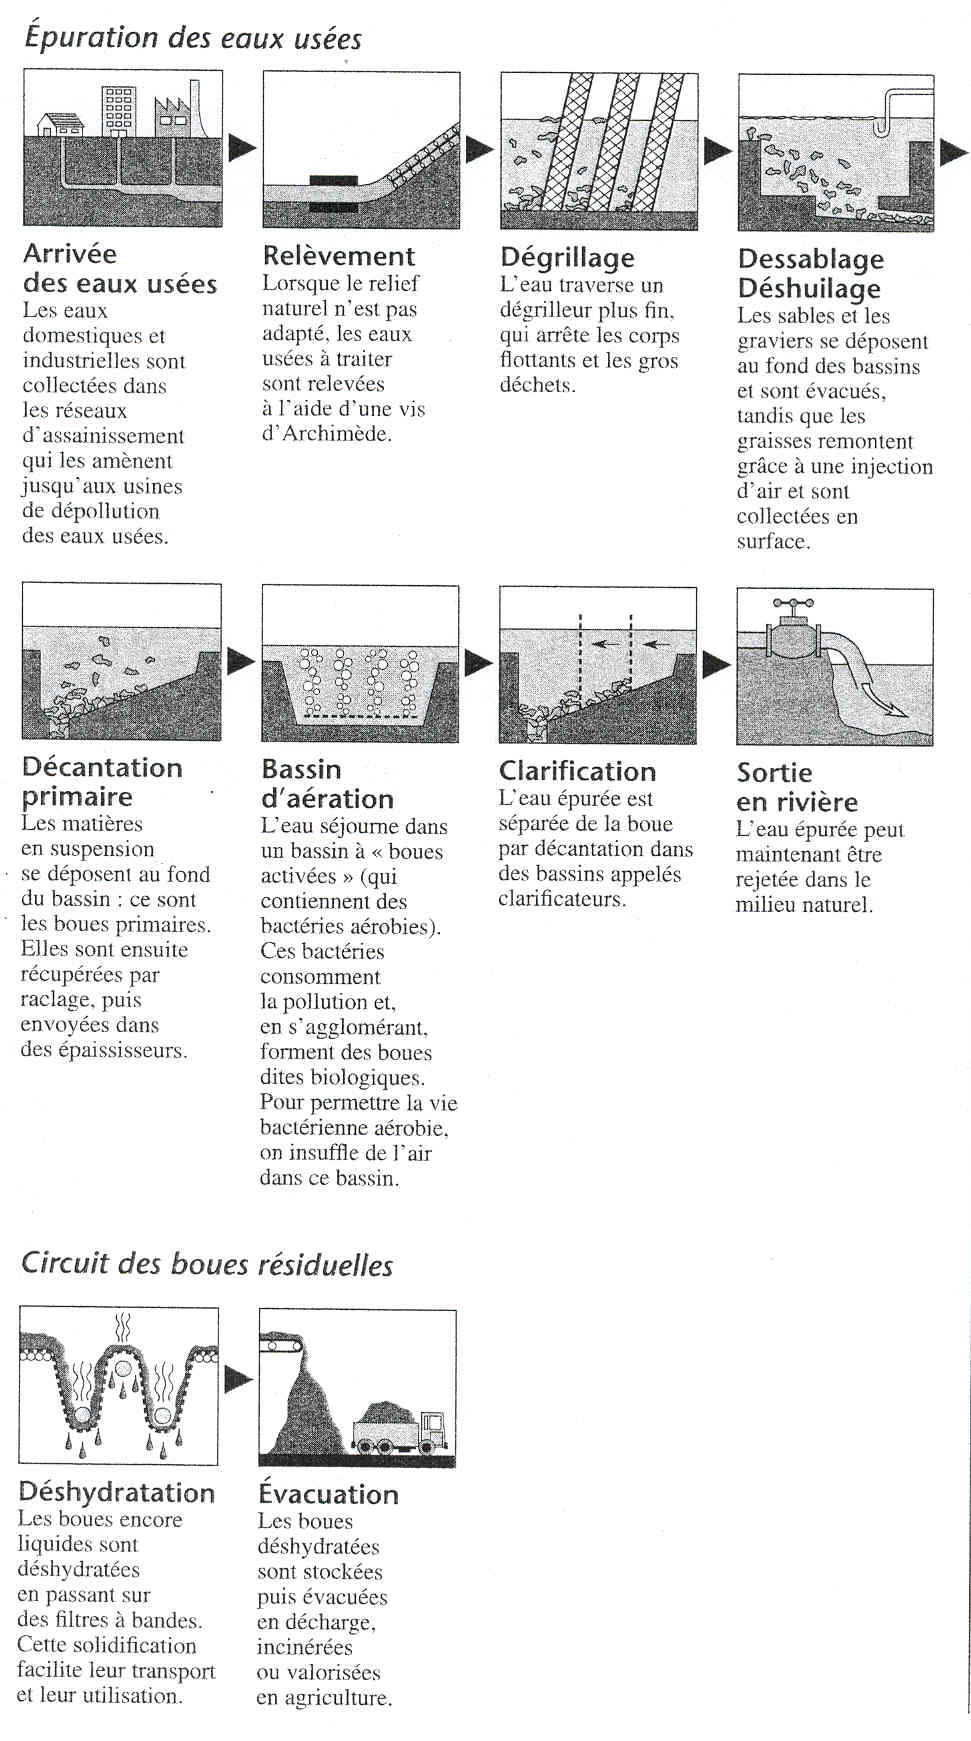 Épuration des eaux usées
Arrivée
des eaux usées
Les eaux
domestiques et
industrielles sont
collectées dans
les réseaux
d'assainissement
qui les amènent
jusqu'aux usines
de dépollution
des eaux usées.
Relèvement
Lorsque le relief
naturel n'est pas
adapté, les eaux
usées à traiter
sont relevées
à l'aide d'une vis
d'Archimède.
Dégrillage
L'eau traverse un
dégrilleur plus fin,
qui arrête les corps
flottants et les gros
déchets.
Dessablage
Déshuilage
Les sables et les
graviers se déposent
au fond des bassins
et sont évacués,
tandis que les
graisses remontent
grâce à une injection
d'air et sont
collectées en
surface.
Décantation
primaire
Les matières
en suspension
se déposent au fond
du bassin : ce sont
les boues primaires.
Elles sont ensuite
récupérées par
raclage, puis
envoyées dans
des épaississeurs.
Bassin
d'aération
L'eau séjourne dans
un bassin à « boues
activées » (qui
contiennent des
bactéries aérobies).
Ces bactéries
consomment
la pollution et,
en s'agglomérant,
forment des boues
dites biologiques.
Pour permettre la vie
bactérienne aérobie,
on insuffle de l'air
dans ce bassin.
Clarification
L'eau épurée est
séparée de la boue
par décantation dans
des bassins appelés
clarificateurs.
Sortie
en rivière
L'eau épurée peut
maintenant être
rejetée dans le
milieu naturel.
Circuit des boues résiduelles
Déshydratation
Les boues encore
liquides sont
déshydratées
en passant sur
des filtres à bandes.
Cette solidification
facilite leur transport
et leur utilisation.
Évacuation
Les boues
déshydratées
sont stockées
puis évacuées
en décharge,
incinérées
ou valorisées
en agriculture.